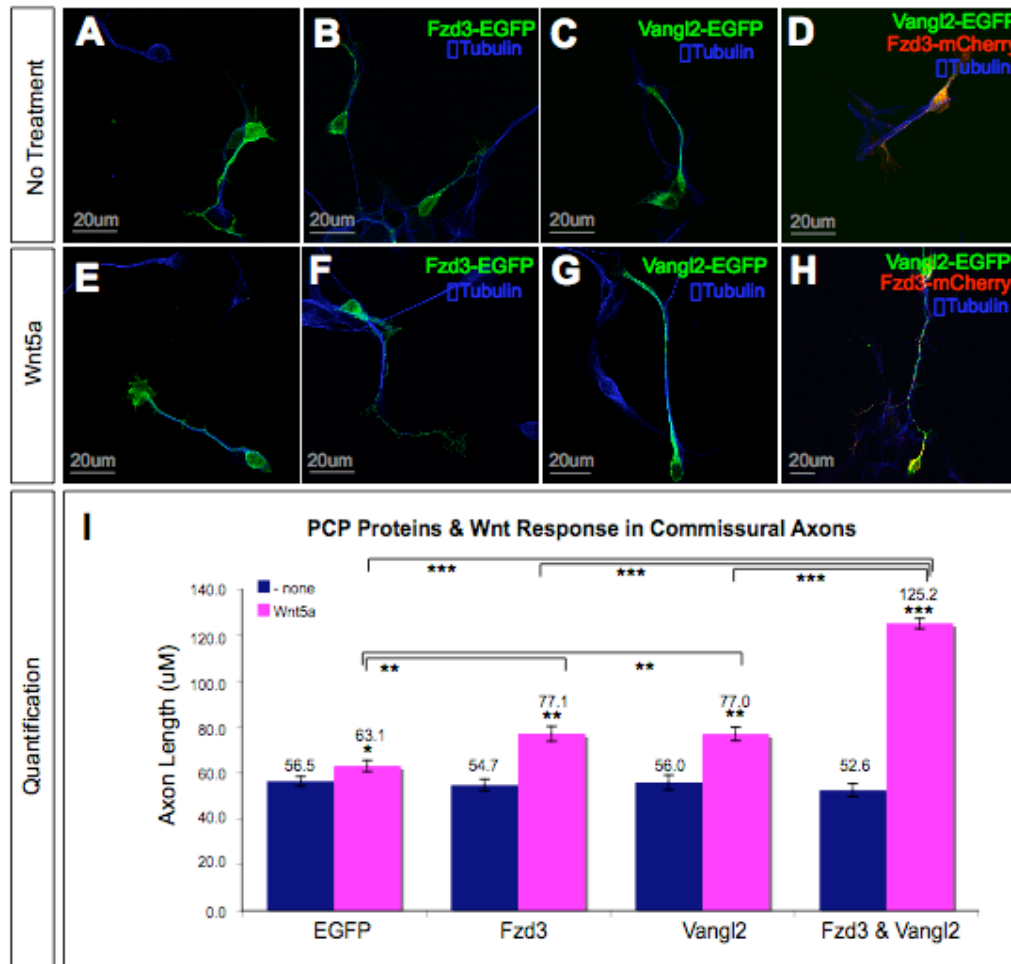 No Treatment
A
B
Fzd3-EGFP
▯Tubulin
C
Vangl2-EGFP
▯Tubulin
D
Vangl2-EGFP
Fzd3-mCherry
▯Tubulin
20um
20um
20um
20um
Wnt5a
E
F
Fzd3-EGFP
▯Tubulin
G
Vangl2-EGFP
▯Tubulin
H
Vangl2-EGFP
Fzd3-mCherry
▯Tubulin
20um
20um
20um
20um
Quantification
I
PCP Proteins & Wnt Response in Commissural Axons
- none
Wnt5a
*** *** ***
** **
Axon Length (uM)
140.0
120.0
100.0
80.0
60.0
40.0
20.0
0.0
56.5
63.1
*
54.7
77.1
**
56.0
77.0
**
52.6
125.2
***
EGFP Fzd3 Vangl2 Fzd3 & Vangl2